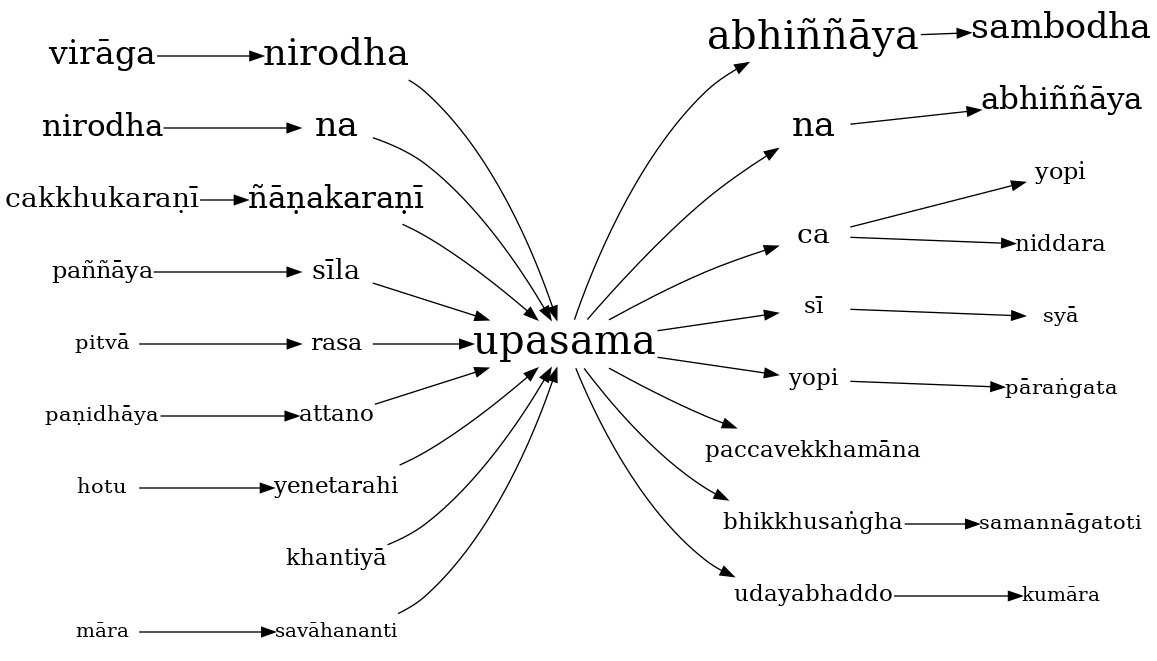 virāga nirodha abhiññāya sambodha
nirodha na na abhiññāya
cakkhukaraṇī ñāṇakaraṇī ca yopi
niddara
paññāya sīla sī syā
pitvā rasa upasama yopi pāraṅgata
paṇidhāya attano paccavekkhamāna
hotu yenetarahi bhikkhusaṅgha samannāgatoti
khantiyā udayabhaddo kumāra
māra savāhananti